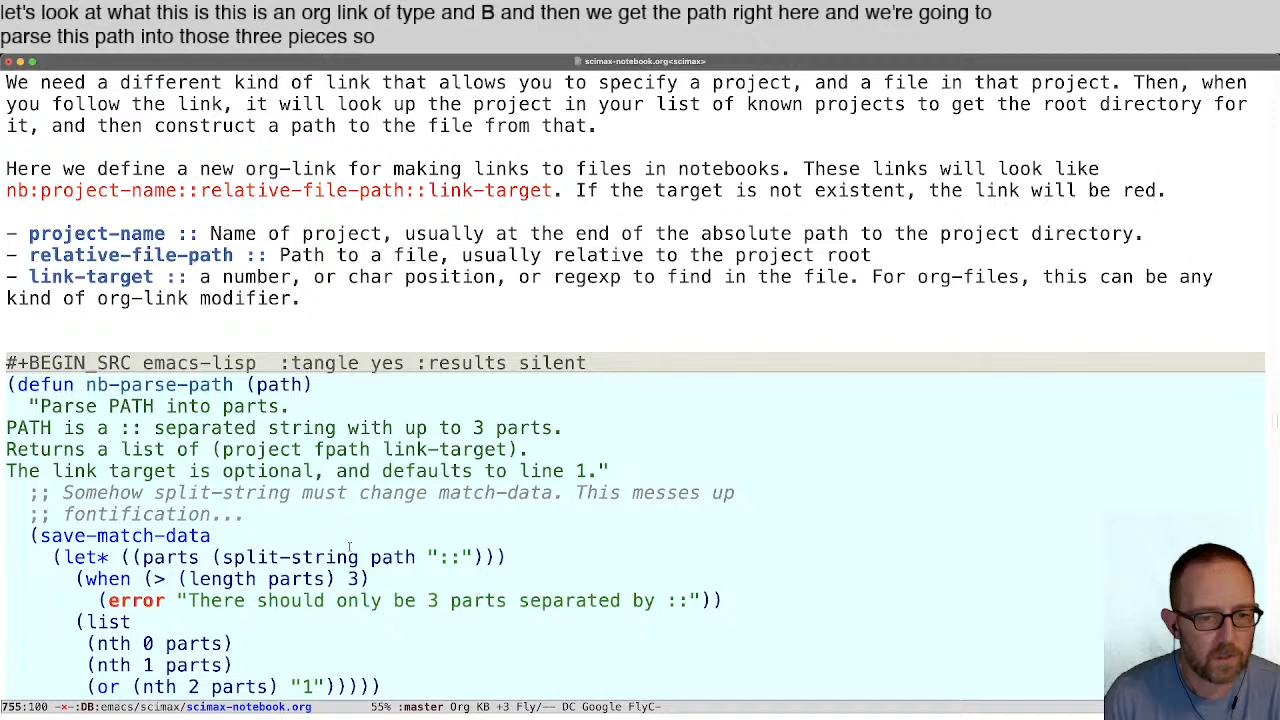 let's look at what this is this is an org link of type and B and then we get the path right here and we're going to
parse this path into those three pieces so
scimax-notebook.org<scimax>
We need a different kind of link that allows you to specify a project, and a file in that project. Then, when
you follow the link, it will look up the project in your list of known projects to get the root directory for
it, and then construct a path to the file from that.
Here we define a new org-link for making links to files in notebooks. These links will look like
nb:project-name::relative-file-path::link-target. If the target is not existent, the link will be red.
- project-name :: Name of project, usually at the end of the absolute path to the project directory.
- relative-file-path :: Path to a file, usually relative to the project root
- link-target :: a number, or char position, or regexp to find in the file. For org-files, this can be any
kind of org-link modifier.
#+BEGIN_SRC emacs-lisp  :tangle yes :results silent
(defun nb-parse-path (path)
  "Parse PATH into parts.
PATH is a :: separated string with up to 3 parts.
Returns a list of (project fpath link-target).
The link target is optional, and defaults to line 1."
  ;; Somehow split-string must change match-data. This messes up
  ;; fontification...
  (save-match-data
    (let* ((parts (split-string path "::")))
      (when (> (length parts) 3)
        (error "There should only be 3 parts separated by ::"))
      (list
       (nth 0 parts)
       (nth 1 parts)
       (or (nth 2 parts) "1")))))
755:100 -×-:DB:emacs/scimax/scimax-notebook.org 55% :master Org KB +3 Fly/-- DC Google FlyC-